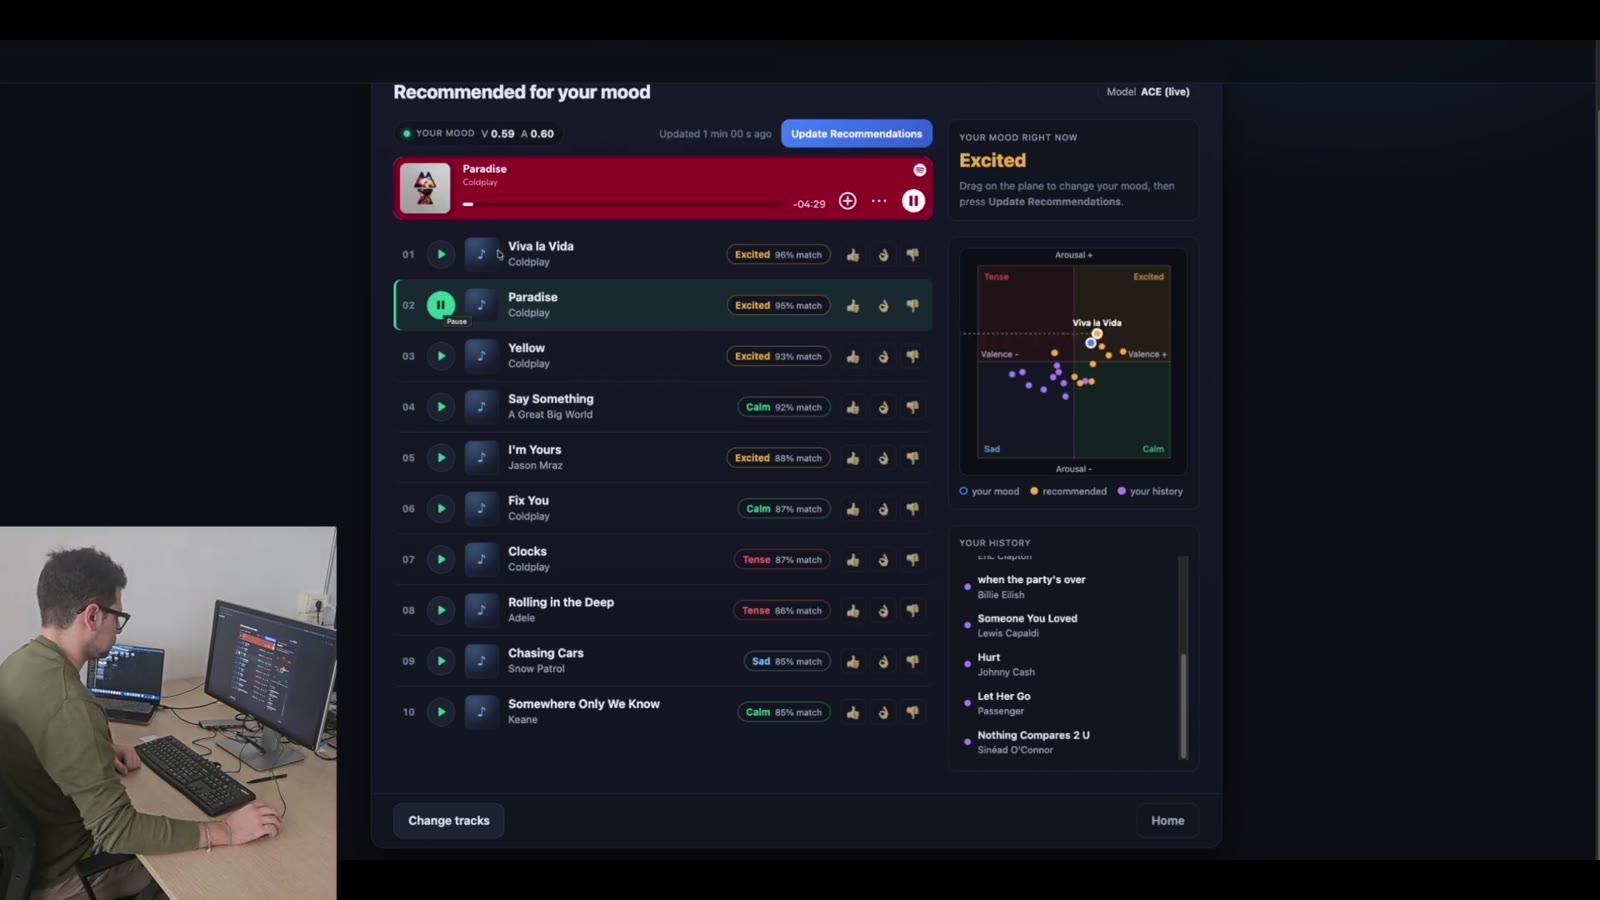 Recommended for your mood
Model ACE (live)
YOUR MOOD V 0.59 A 0.60
Updated 1 min 00 s ago
Update Recommendations
Paradise
Coldplay
-04:29
01
Viva la Vida
Coldplay
Excited 96% match
02
Pause
Paradise
Coldplay
Excited 95% match
03
Yellow
Coldplay
Excited 93% match
04
Say Something
A Great Big World
Calm 92% match
05
I'm Yours
Jason Mraz
Excited 88% match
06
Fix You
Coldplay
Calm 87% match
07
Clocks
Coldplay
Tense 87% match
08
Rolling in the Deep
Adele
Tense 86% match
09
Chasing Cars
Snow Patrol
Sad 85% match
10
Somewhere Only We Know
Keane
Calm 85% match
Change tracks
YOUR MOOD RIGHT NOW
Excited
Drag on the plane to change your mood, then
press Update Recommendations.
Arousal +
Tense
Excited
Viva la Vida
Valence -
Valence +
Sad
Calm
Arousal -
your mood
recommended
your history
YOUR HISTORY
Eric Clapton
when the party's over
Billie Eilish
Someone You Loved
Lewis Capaldi
Hurt
Johnny Cash
Let Her Go
Passenger
Nothing Compares 2 U
Sinéad O'Connor
Home